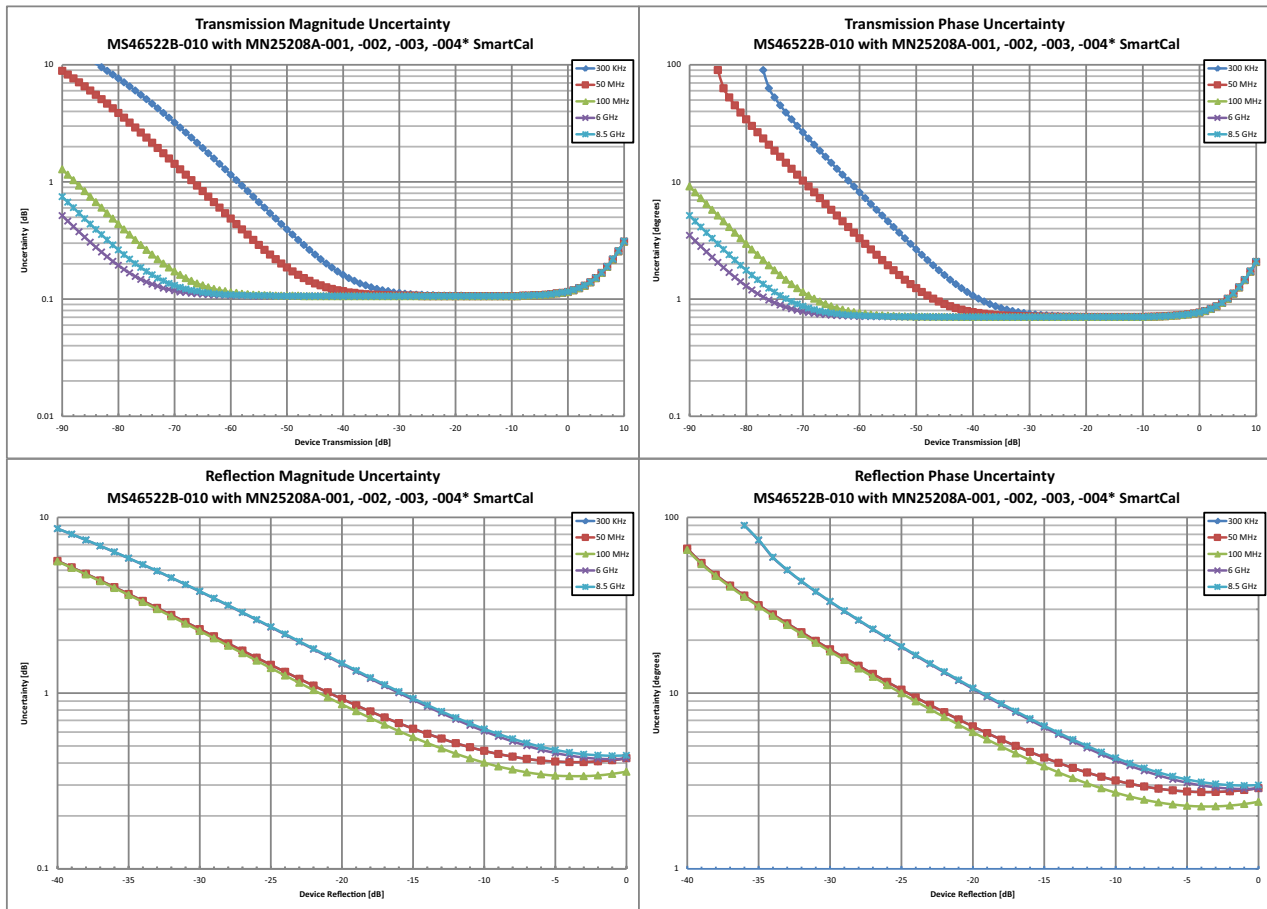 Transmission Magnitude Uncertainty
MS46522B-010 with MN25208A-001, -002, -003, -004* SmartCal
10
1
0.1
0.01
Uncertainty [dB]
-90 -80 -70 -60 -50 -40 -30 -20 -10 0 10
Device Transmission [dB]
300 KHz
50 MHz
100 MHz
6 GHz
8.5 GHz
Transmission Phase Uncertainty
MS46522B-010 with MN25208A-001, -002, -003, -004* SmartCal
100
10
1
0.1
Uncertainty [degrees]
-90 -80 -70 -60 -50 -40 -30 -20 -10 0 10
Device Transmission [dB]
300 KHz
50 MHz
100 MHz
6 GHz
8.5 GHz
Reflection Magnitude Uncertainty
MS46522B-010 with MN25208A-001, -002, -003, -004* SmartCal
10
1
0.1
Uncertainty [dB]
-40 -35 -30 -25 -20 -15 -10 -5 0
Device Reflection [dB]
300 KHz
50 MHz
100 MHz
6 GHz
8.5 GHz
Reflection Phase Uncertainty
MS46522B-010 with MN25208A-001, -002, -003, -004* SmartCal
100
10
1
Uncertainty [degrees]
-40 -35 -30 -25 -20 -15 -10 -5 0
Device Reflection [dB]
300 KHz
50 MHz
100 MHz
6 GHz
8.5 GHz